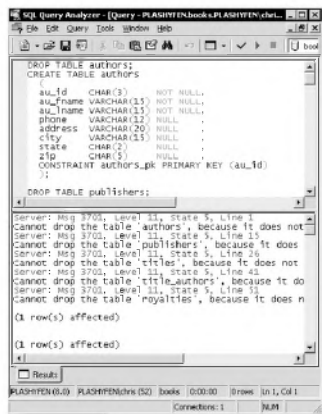 SQL Query Analyzer - [Query - PLASHYFEN.books.PLASHYFEN\chri...
File Edit Query Tools Window Help
DROP TABLE authors;
CREATE TABLE authors
(
au_id CHAR(3) NOT NULL,
au_fname VARCHAR(15) NOT NULL,
au_lname VARCHAR(15) NOT NULL,
phone VARCHAR(12) NULL ,
address VARCHAR(20) NULL ,
city VARCHAR(15) NULL ,
state CHAR(2) NULL ,
zip CHAR(5) NULL ,
CONSTRAINT authors_pk PRIMARY KEY (au_id)
);
DROP TABLE publishers;
Server: Msg 3701, Level 11, State 5, Line 1
Cannot drop the table 'authors', because it does not
Server: Msg 3701, Level 11, State 5, Line 15
Cannot drop the table 'publishers', because it does
Server: Msg 3701, Level 11, State 5, Line 26
Cannot drop the table 'titles', because it does not
Server: Msg 3701, Level 11, State 5, Line 41
Cannot drop the table 'title_authors', because it do
Server: Msg 3701, Level 11, State 5, Line 51
Cannot drop the table 'royalties', because it does n
(1 row(s) affected)
(1 row(s) affected)
Results
PLASHYFEN (8.0) PLASHYFEN\chris (52) books 0:00:00 0 rows Ln 1, Col 1
Connections: 1 NUM